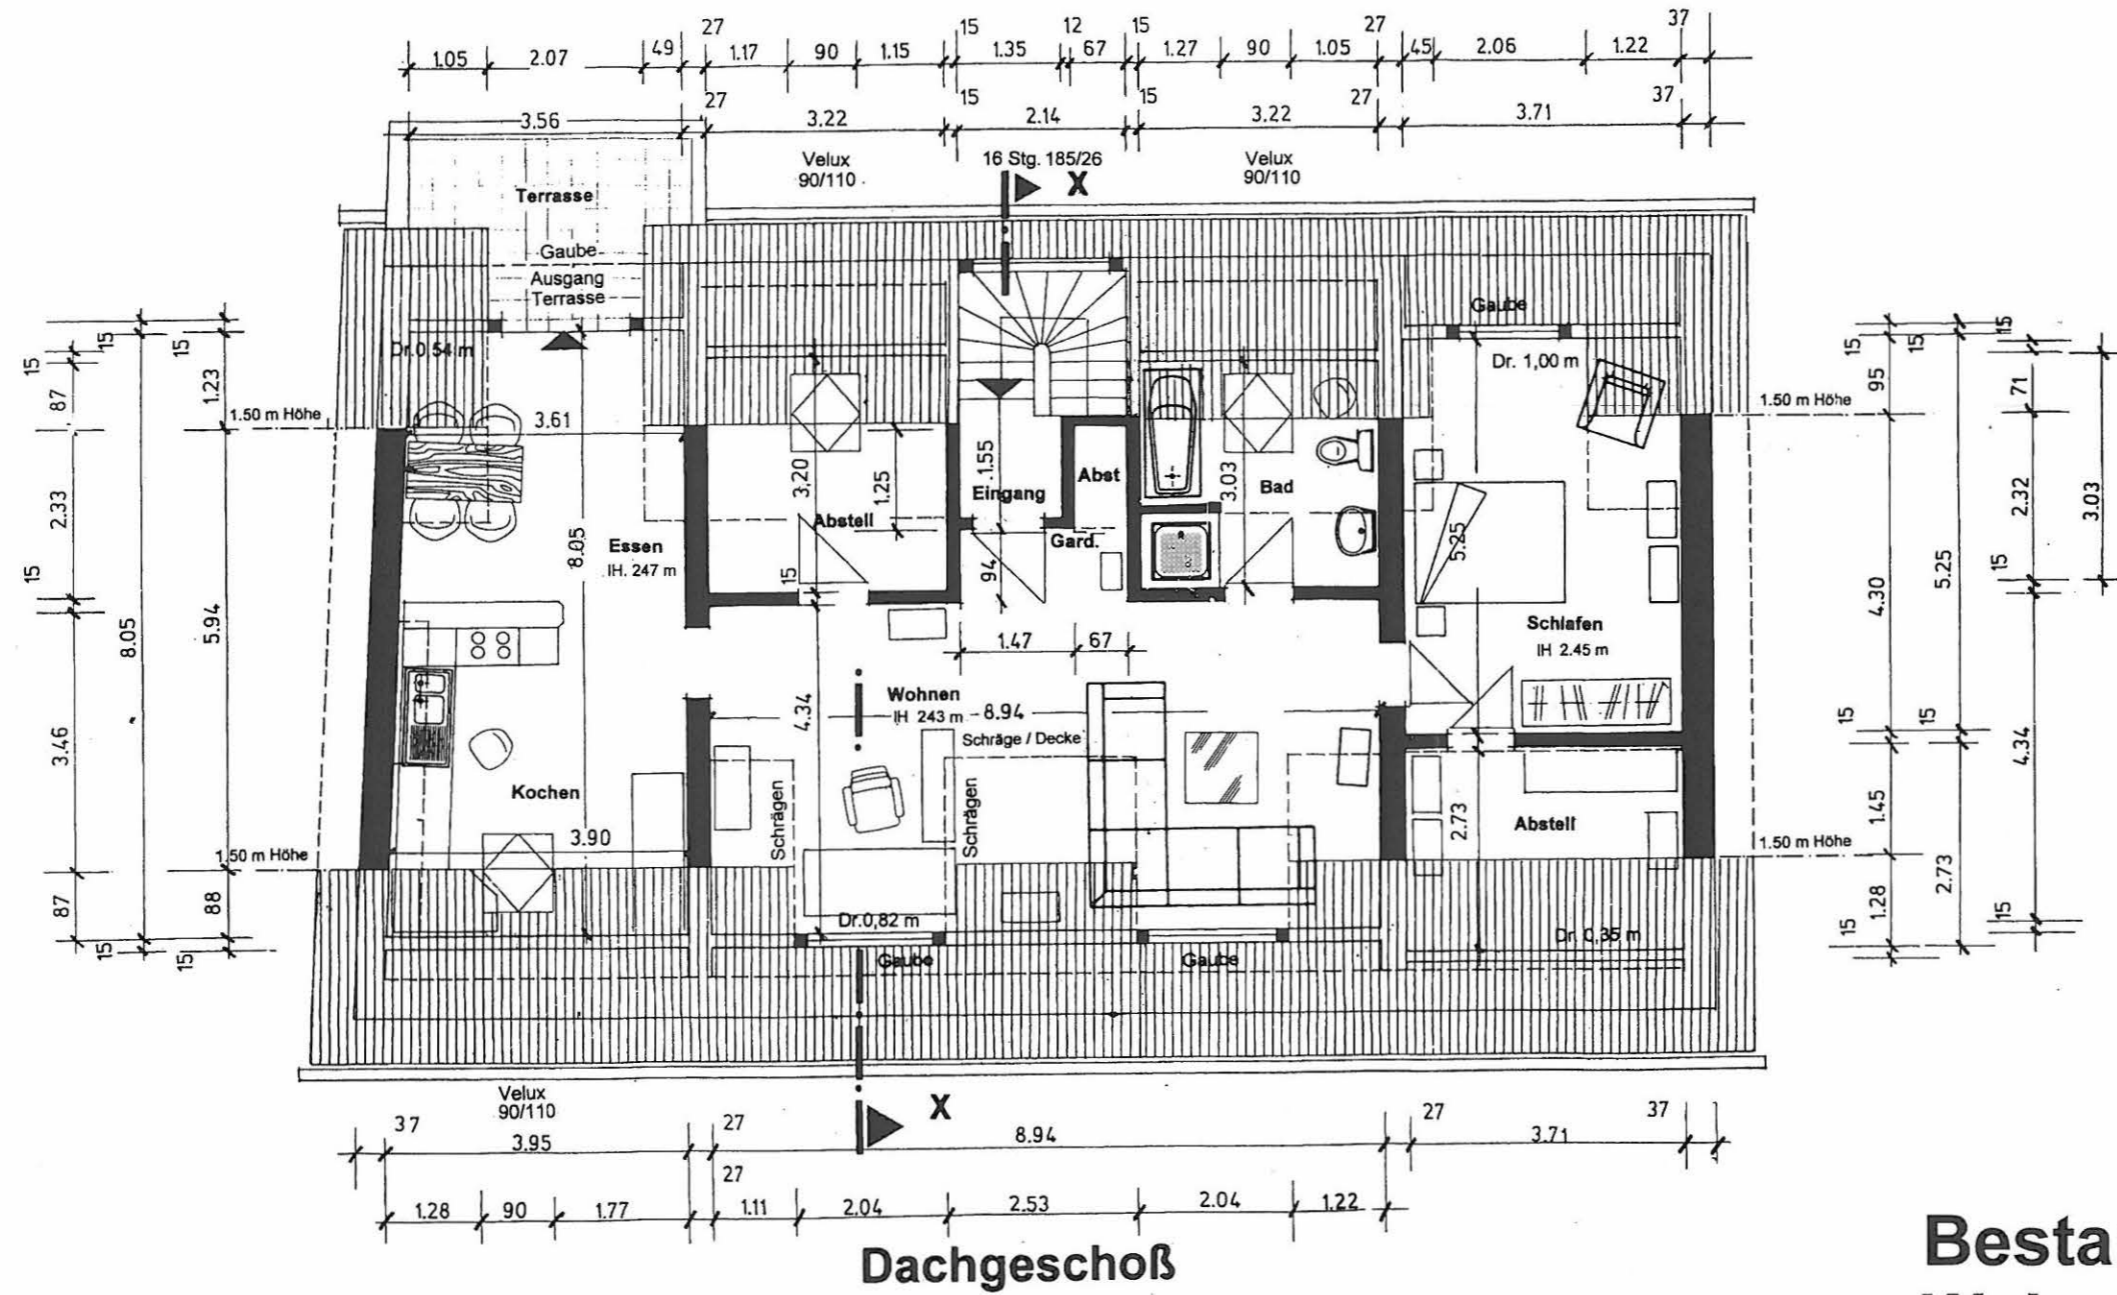 27 15 12 15 27 37
1.05 2.07 49 1.17 90 1.15 1.35 67 1.27 90 1.05 45 2.06 1.22
27 15 15 27 37
3.56 3.22 2.14 3.22 3.71
Velux
90/110
16 Stg. 185/26
X
Velux
90/110
Terrasse
Gaube
Ausgang
Terrasse
Dr.0,54 m
1.50 m Höhe
3.61
8.05
Essen
IH. 247 m
Kochen
3.90
1.50 m Höhe
3,20
1.25
Abstell
15
1.55
Eingang
94
Abst
Gard.
3.03
Bad
1.47 67
Wohnen
IH 243 m
8.94
4.34
Schräge / Decke
Schrägen
Schrägen
Dr.0,82 m
Gaube
Gaube
Gaube
Dr. 1,00 m
1.50 m Höhe
5.25
Schlafen
IH 2.45 m
Abstell
2.73
1.50 m Höhe
Dr. 0,35 m
15 87 2.33 15 3.46 87
15 8.05 15
15 1.23 5.94 88 15
15 95 4.30 15 1.45 1.28 15
15 5.25 15 2.73
15 71 2.32 15 4.34 15
3.03
Velux
90/110
X
37 27 27 37
3.95 8.94 3.71
27
1.28 90 1.77 1.11 2.04 2.53 2.04 1.22
Dachgeschoß
Besta